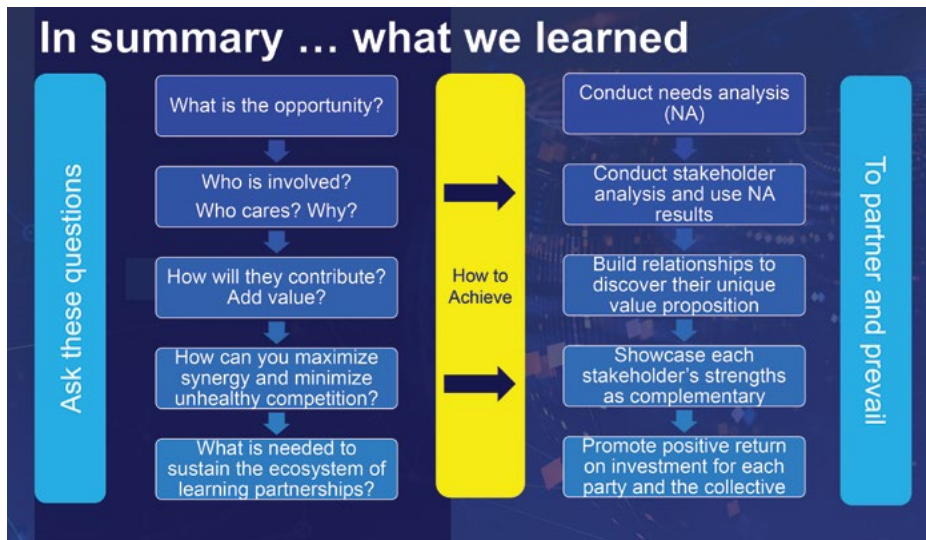 In summary … what we learned
Ask these questions
What is the opportunity?
Who is involved?
Who cares? Why?
How will they contribute?
Add value?
How can you maximize
synergy and minimize
unhealthy competition?
What is needed to
sustain the ecosystem of
learning partnerships?
How to
Achieve
Conduct needs analysis
(NA)
Conduct stakeholder
analysis and use NA
results
Build relationships to
discover their unique
value proposition
Showcase each
stakeholder’s strengths
as complementary
Promote positive return
on investment for each
party and the collective
To partner and prevail